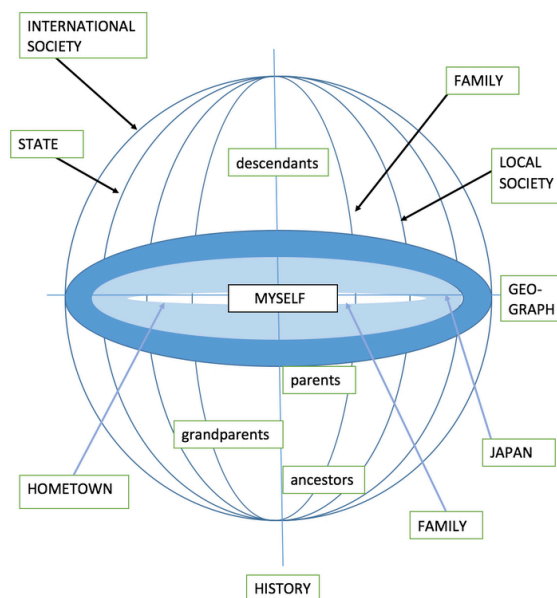 INTERNATIONAL
SOCIETY
FAMILY
STATE
descendants
LOCAL
SOCIETY
MYSELF
GEO-
GRAPH
parents
grandparents
JAPAN
ancestors
HOMETOWN
FAMILY
HISTORY